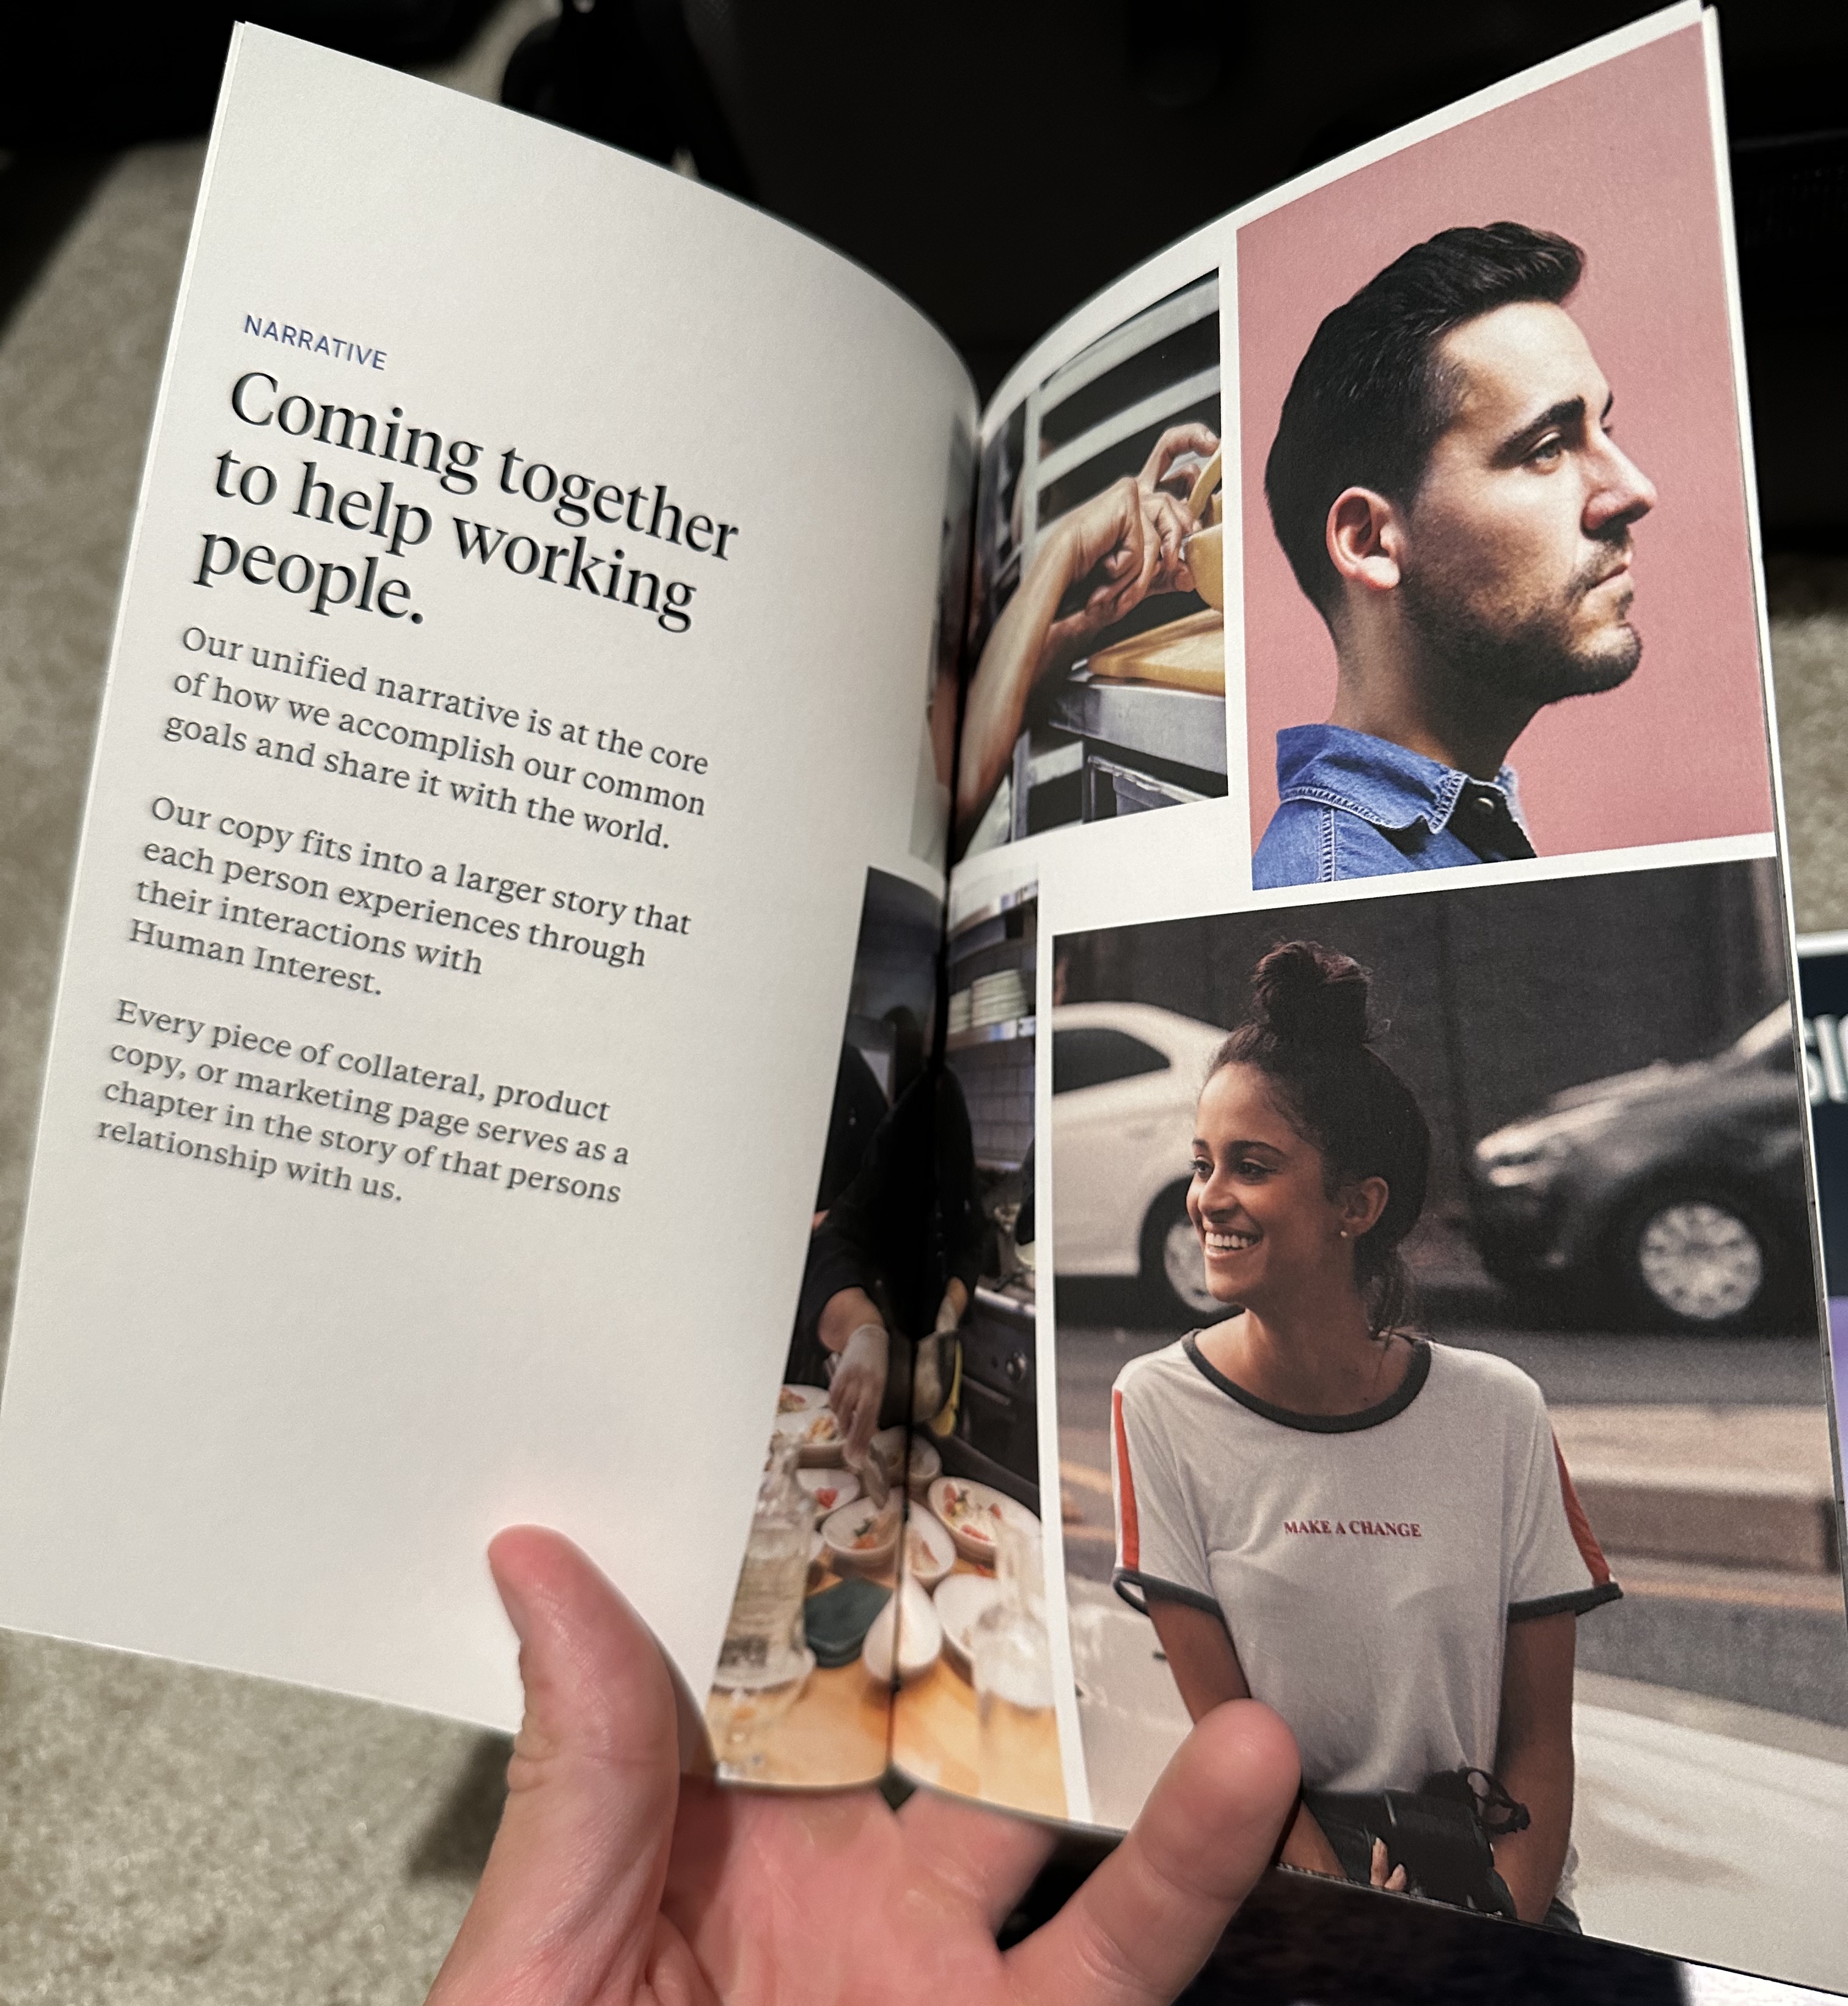 NARRATIVE
Coming together
to help working
people.
Our unified narrative is at the core
of how we accomplish our common
goals and share it with the world.
Our copy fits into a larger story that
each person experiences through
their interactions with
Human Interest.
Every piece of collateral, product
copy, or marketing page serves as a
chapter in the story of that persons
relationship with us.
MAKE A CHANGE